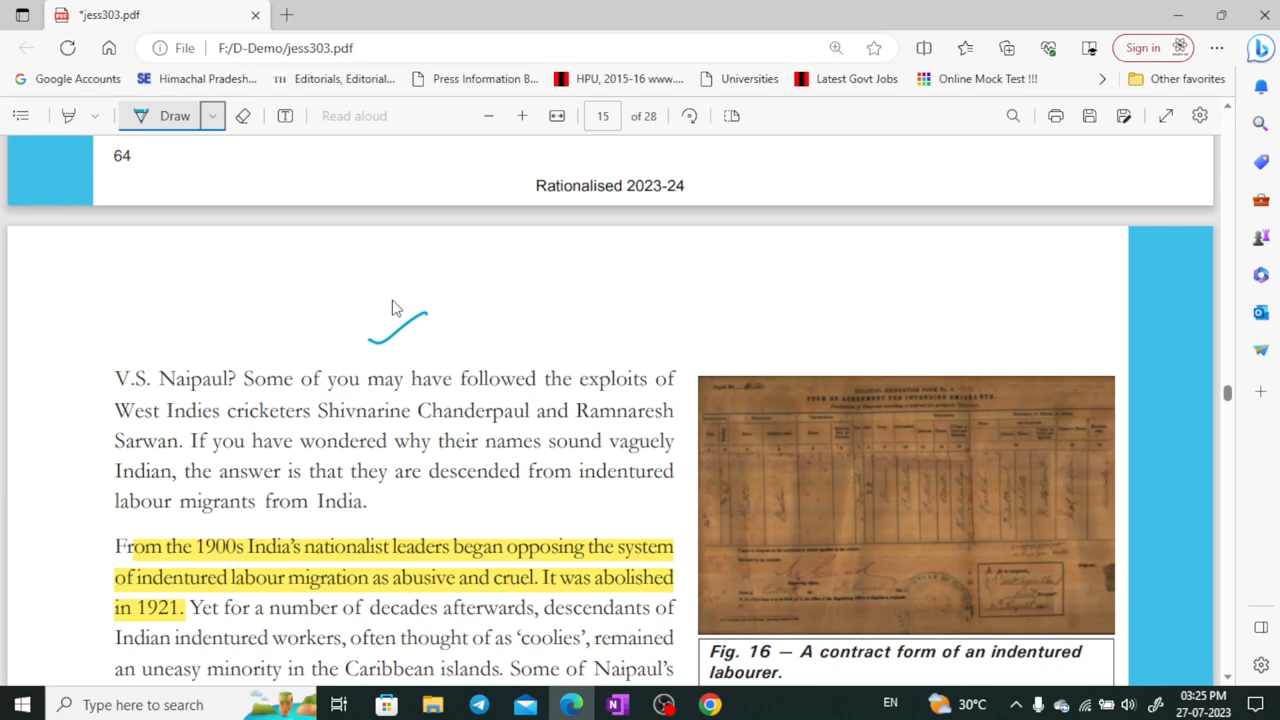 *jess303.pdf
File F:/D-Demo/jess303.pdf
Sign in
Google Accounts
Himachal Pradesh...
Editorials, Editorial...
Press Information B...
HPU, 2015-16 www....
Universities
Latest Govt Jobs
Online Mock Test !!!
Other favorites
Draw
Read aloud
15 of 28
64
Rationalised 2023-24
V.S. Naipaul? Some of you may have followed the exploits of
West Indies cricketers Shivnarine Chanderpaul and Ramnaresh
Sarwan. If you have wondered why their names sound vaguely
Indian, the answer is that they are descended from indentured
labour migrants from India.
From the 1900s India's nationalist leaders began opposing the system
of indentured labour migration as abusive and cruel. It was abolished
in 1921. Yet for a number of decades afterwards, descendants of
Indian indentured workers, often thought of as 'coolies', remained
an uneasy minority in the Caribbean islands. Some of Naipaul's
FORM OF AGREEMENT FOR INTENDING EMIGRANTS.
Fig. 16 — A contract form of an indentured
labourer.
Type here to search
30°C
EN
03:25 PM
27-07-2023